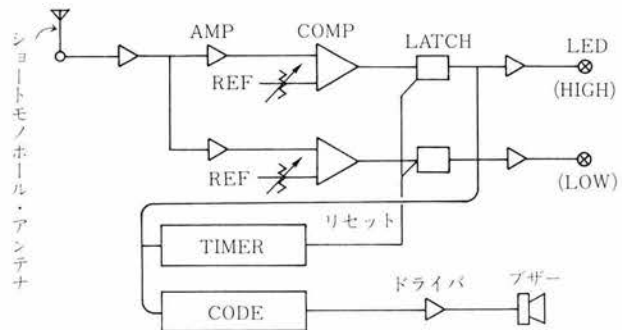 ショートモノホール・アンテナ
AMP
COMP
LATCH
LED
REF
(HIGH)
REF
(LOW)
リセット
TIMER
ドライバ
ブザー
CODE